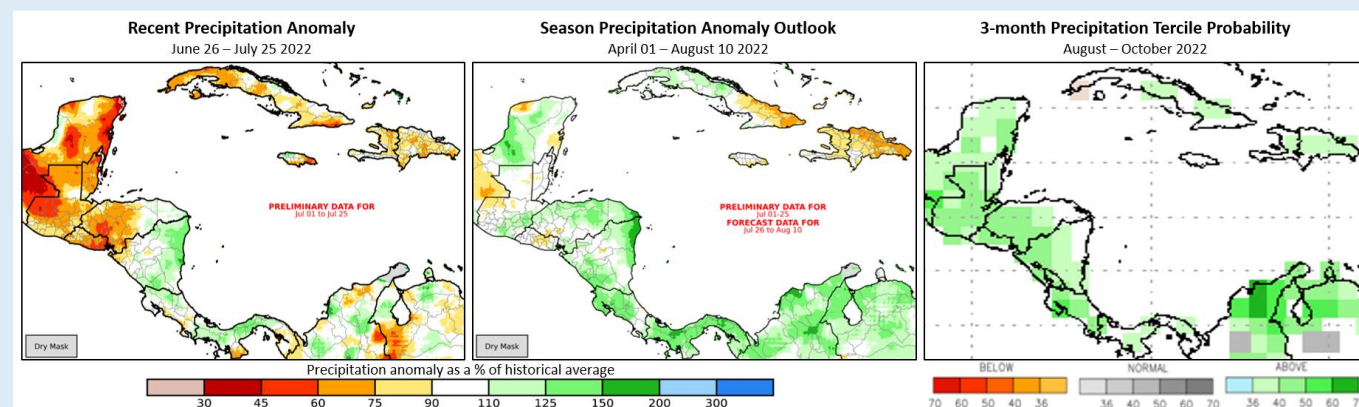 Recent Precipitation Anomaly
June 26 – July 25 2022
PRELIMINARY DATA FOR
Jul 01 to Jul 25
Dry Mask
Season Precipitation Anomaly Outlook
April 01 – August 10 2022
PRELIMINARY DATA FOR
Jul 01-25
FORECAST DATA FOR
Jul 26 to Aug 10
Dry Mask
3-month Precipitation Tercile Probability
August – October 2022
Precipitation anomaly as a % of historical average
30 45 60 75 90 110 125 150 200 300
BELOW NORMAL ABOVE
70 60 50 40 36 36 40 50 60 70 36 40 50 60